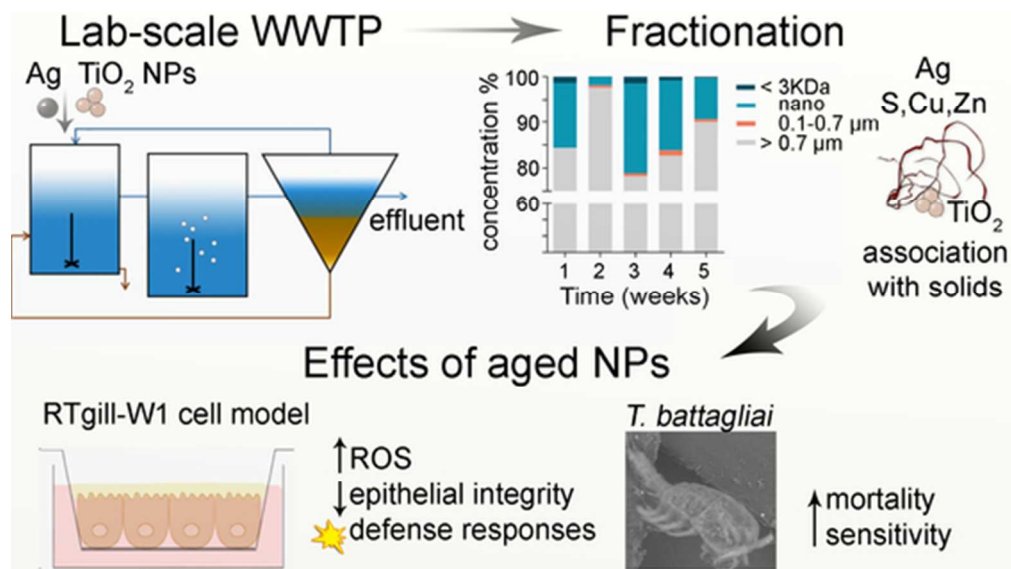 Lab-scale WWTP
Fractionation
Ag TiO₂ NPs
effluent
concentration %
100
90
80
60
1 2 3 4 5
Time (weeks)
< 3KDa
nano
0.1-0.7 µm
> 0.7 µm
Ag
S,Cu,Zn
TiO₂
association
with solids
Effects of aged NPs
RTgill-W1 cell model
ROS
epithelial integrity
defense responses
T. battagliai
mortality
sensitivity